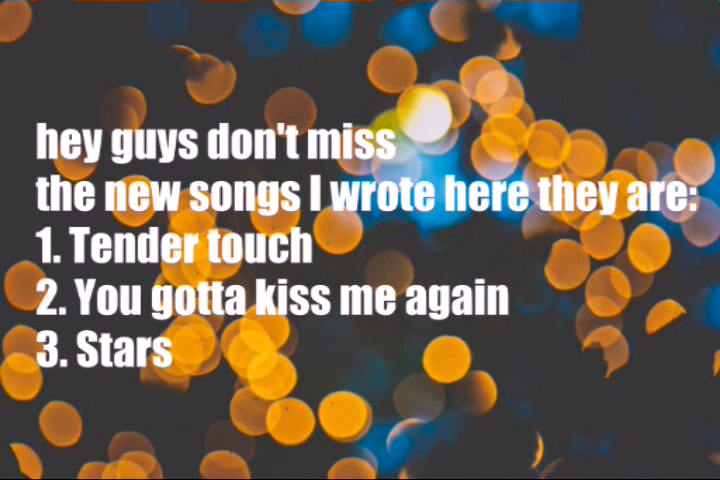 hey guys don't miss
the new songs I wrote here they are:
1. Tender touch
2. You gotta kiss me again
3. Stars